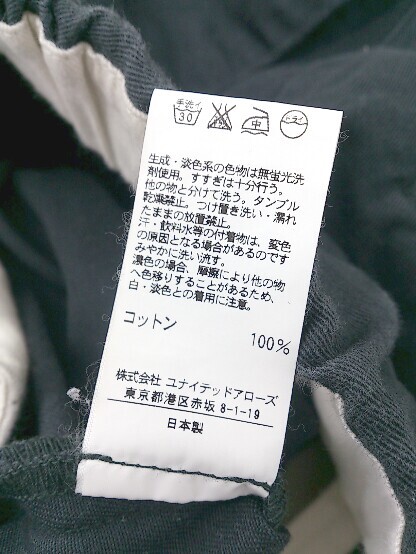 手洗イ
30
中
生成・淡色系の色物は無蛍光洗
剤使用。すすぎは十分行う。
他の物と分けて洗う。タンブル
乾燥禁止。つけ置き洗い・濡れ
たままの放置禁止。
汗・飲料水等の付着物は、変色
の原因となる場合があるのです
みやかに洗い流す。
濃色の場合、摩擦により他の物
へ色移りすることがあるため、
白・淡色との着用に注意。
コットン
100%
株式会社 ユナイテッドアローズ
東京都港区赤坂 8-1-19
日本製